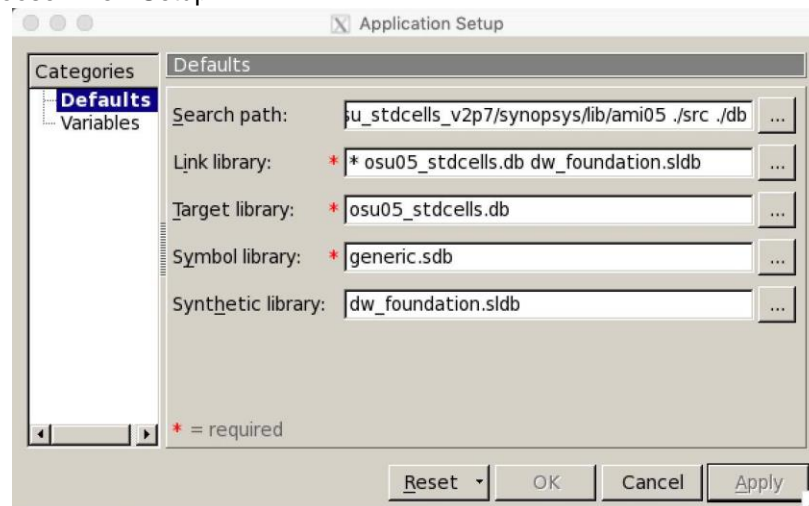 Application Setup
Categories
Defaults
Variables
Defaults
Search path: su_stdcells_v2p7/synopsys/lib/ami05 ./src ./db ...
Link library: * * osu05_stdcells.db dw_foundation.sldb ...
Target library: * osu05_stdcells.db ...
Symbol library: * generic.sdb ...
Synthetic library: dw_foundation.sldb ...
* = required
Reset OK Cancel Apply